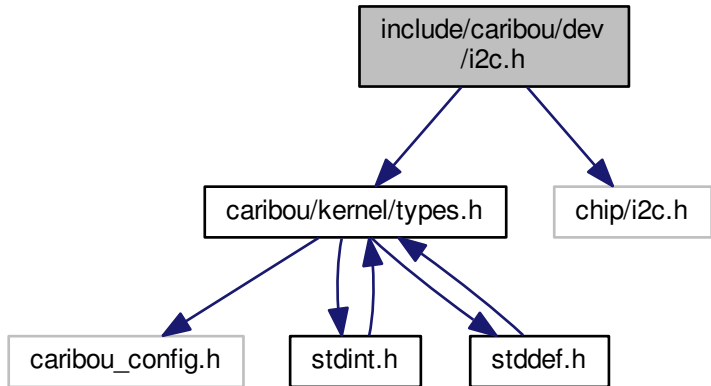 include/caribou/dev
/i2c.h
caribou/kernel/types.h
chip/i2c.h
caribou_config.h
stdint.h
stddef.h